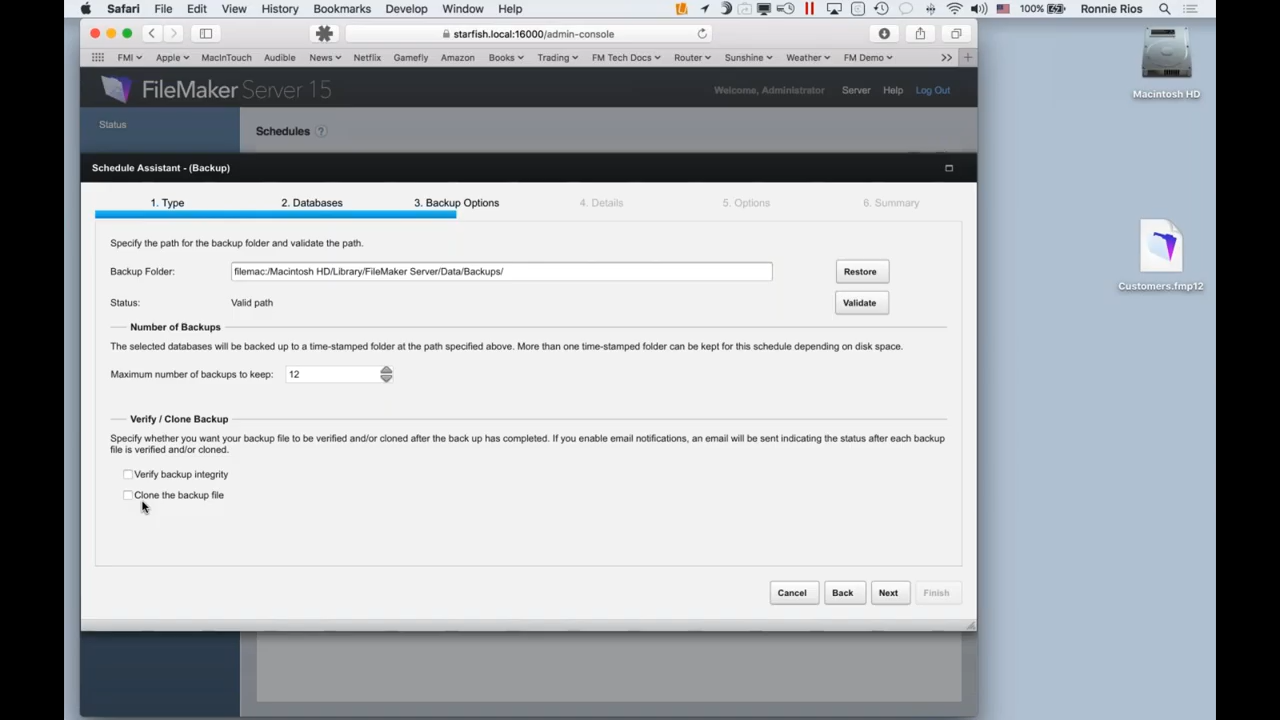 Safari File Edit View History Bookmarks Develop Window Help 100% Ronnie Rios
starfish.local:16000/admin-console
FMI Apple MacInTouch Audible News Netflix Gamefly Amazon Books Trading FM Tech Docs Router Sunshine Weather FM Demo >> +
FileMaker Server 15 Welcome, Administrator Server Help Log Out
Macintosh HD
Status
Schedules ?
Schedule Assistant - (Backup)
1. Type 2. Databases 3. Backup Options 4. Details 5. Options 6. Summary
Specify the path for the backup folder and validate the path.
Backup Folder: filemac:/Macintosh HD/Library/FileMaker Server/Data/Backups/ Restore
Customers.fmp12
Status: Valid path Validate
Number of Backups
The selected databases will be backed up to a time-stamped folder at the path specified above. More than one time-stamped folder can be kept for this schedule depending on disk space.
Maximum number of backups to keep: 12
Verify / Clone Backup
Specify whether you want your backup file to be verified and/or cloned after the back up has completed. If you enable email notifications, an email will be sent indicating the status after each backup
file is verified and/or cloned.
Verify backup integrity
Clone the backup file
Cancel Back Next Finish